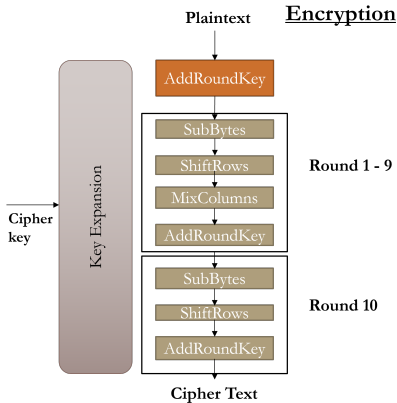 Encryption
Plaintext
AddRoundKey
SubBytes
ShiftRows
MixColumns
AddRoundKey
Round 1 - 9
Cipher
key
Key Expansion
SubBytes
ShiftRows
AddRoundKey
Round 10
Cipher Text